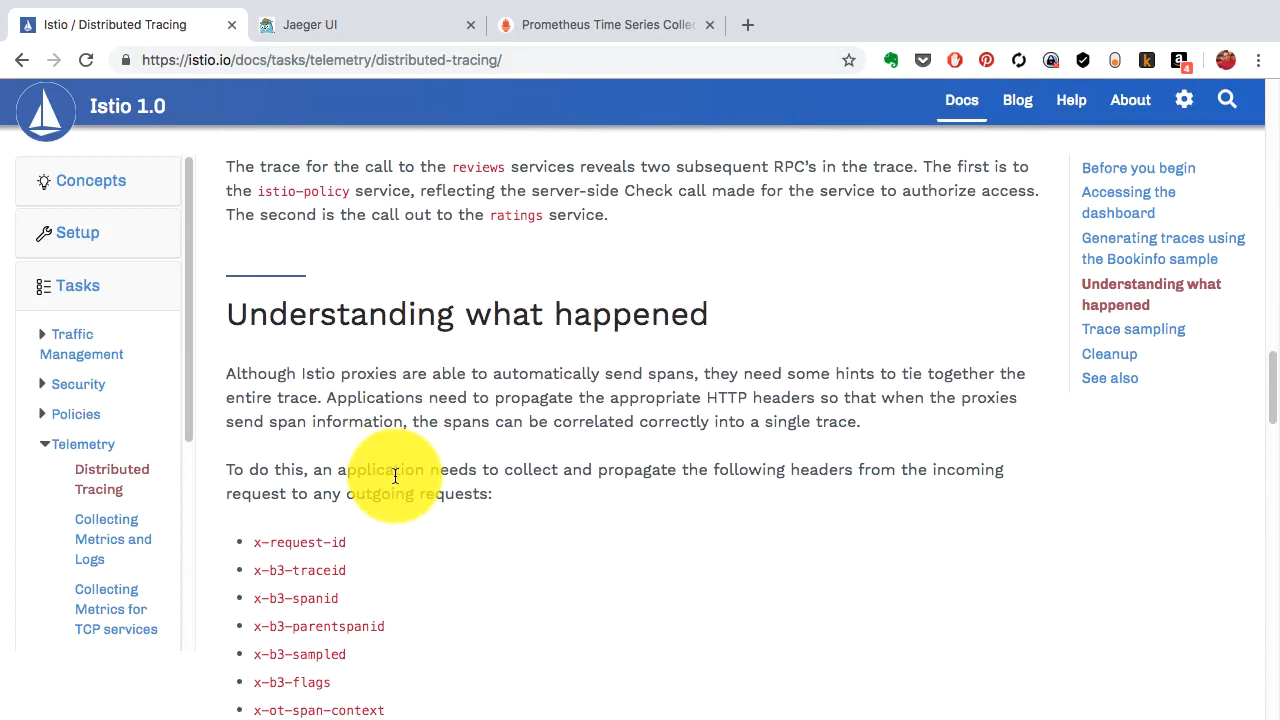 Istio / Distributed Tracing
Jaeger UI
Prometheus Time Series Collec
https://istio.io/docs/tasks/telemetry/distributed-tracing/
4
Istio 1.0
Docs
Blog
Help
About
Concepts
Setup
Tasks
Traffic
Management
Security
Policies
Telemetry
Distributed
Tracing
Collecting
Metrics and
Logs
Collecting
Metrics for
TCP services
The trace for the call to the reviews services reveals two subsequent RPC’s in the trace. The first is to
the istio-policy service, reflecting the server-side Check call made for the service to authorize access.
The second is the call out to the ratings service.
Understanding what happened
Although Istio proxies are able to automatically send spans, they need some hints to tie together the
entire trace. Applications need to propagate the appropriate HTTP headers so that when the proxies
send span information, the spans can be correlated correctly into a single trace.
To do this, an application needs to collect and propagate the following headers from the incoming
request to any outgoing requests:
x-request-id
x-b3-traceid
x-b3-spanid
x-b3-parentspanid
x-b3-sampled
x-b3-flags
x-ot-span-context
Before you begin
Accessing the
dashboard
Generating traces using
the Bookinfo sample
Understanding what
happened
Trace sampling
Cleanup
See also